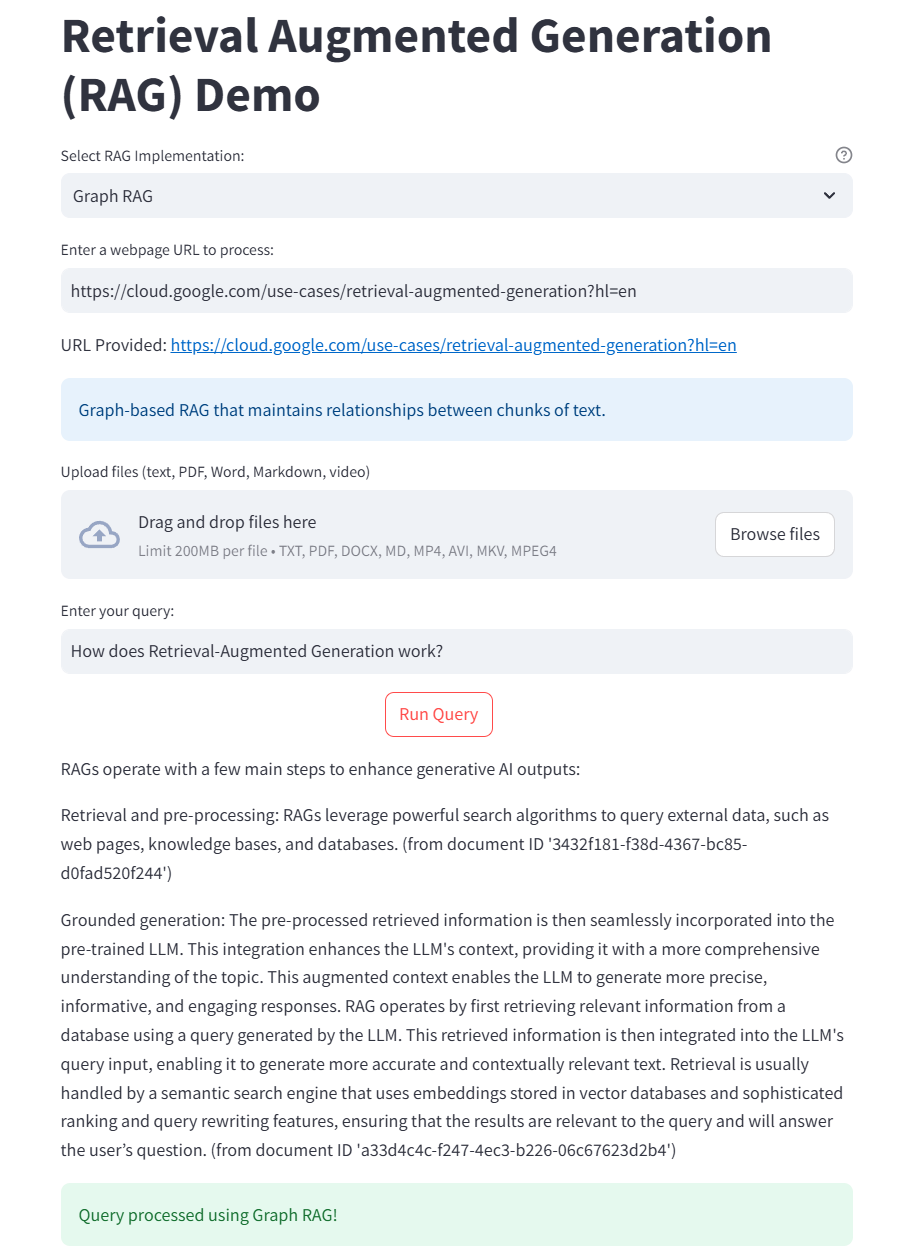 Retrieval Augmented Generation
(RAG) Demo
Select RAG Implementation:
Graph RAG
Enter a webpage URL to process:
https://cloud.google.com/use-cases/retrieval-augmented-generation?hl=en
URL Provided: https://cloud.google.com/use-cases/retrieval-augmented-generation?hl=en
Graph-based RAG that maintains relationships between chunks of text.
Upload files (text, PDF, Word, Markdown, video)
Drag and drop files here
Limit 200MB per file • TXT, PDF, DOCX, MD, MP4, AVI, MKV, MPEG4
Browse files
Enter your query:
How does Retrieval-Augmented Generation work?
Run Query
RAGs operate with a few main steps to enhance generative AI outputs:
Retrieval and pre-processing: RAGs leverage powerful search algorithms to query external data, such as
web pages, knowledge bases, and databases. (from document ID '3432f181-f38d-4367-bc85-
d0fad520f244')
Grounded generation: The pre-processed retrieved information is then seamlessly incorporated into the
pre-trained LLM. This integration enhances the LLM's context, providing it with a more comprehensive
understanding of the topic. This augmented context enables the LLM to generate more precise,
informative, and engaging responses. RAG operates by first retrieving relevant information from a
database using a query generated by the LLM. This retrieved information is then integrated into the LLM's
query input, enabling it to generate more accurate and contextually relevant text. Retrieval is usually
handled by a semantic search engine that uses embeddings stored in vector databases and sophisticated
ranking and query rewriting features, ensuring that the results are relevant to the query and will answer
the user’s question. (from document ID 'a33d4c4c-f247-4ec3-b226-06c67623d2b4')
Query processed using Graph RAG!